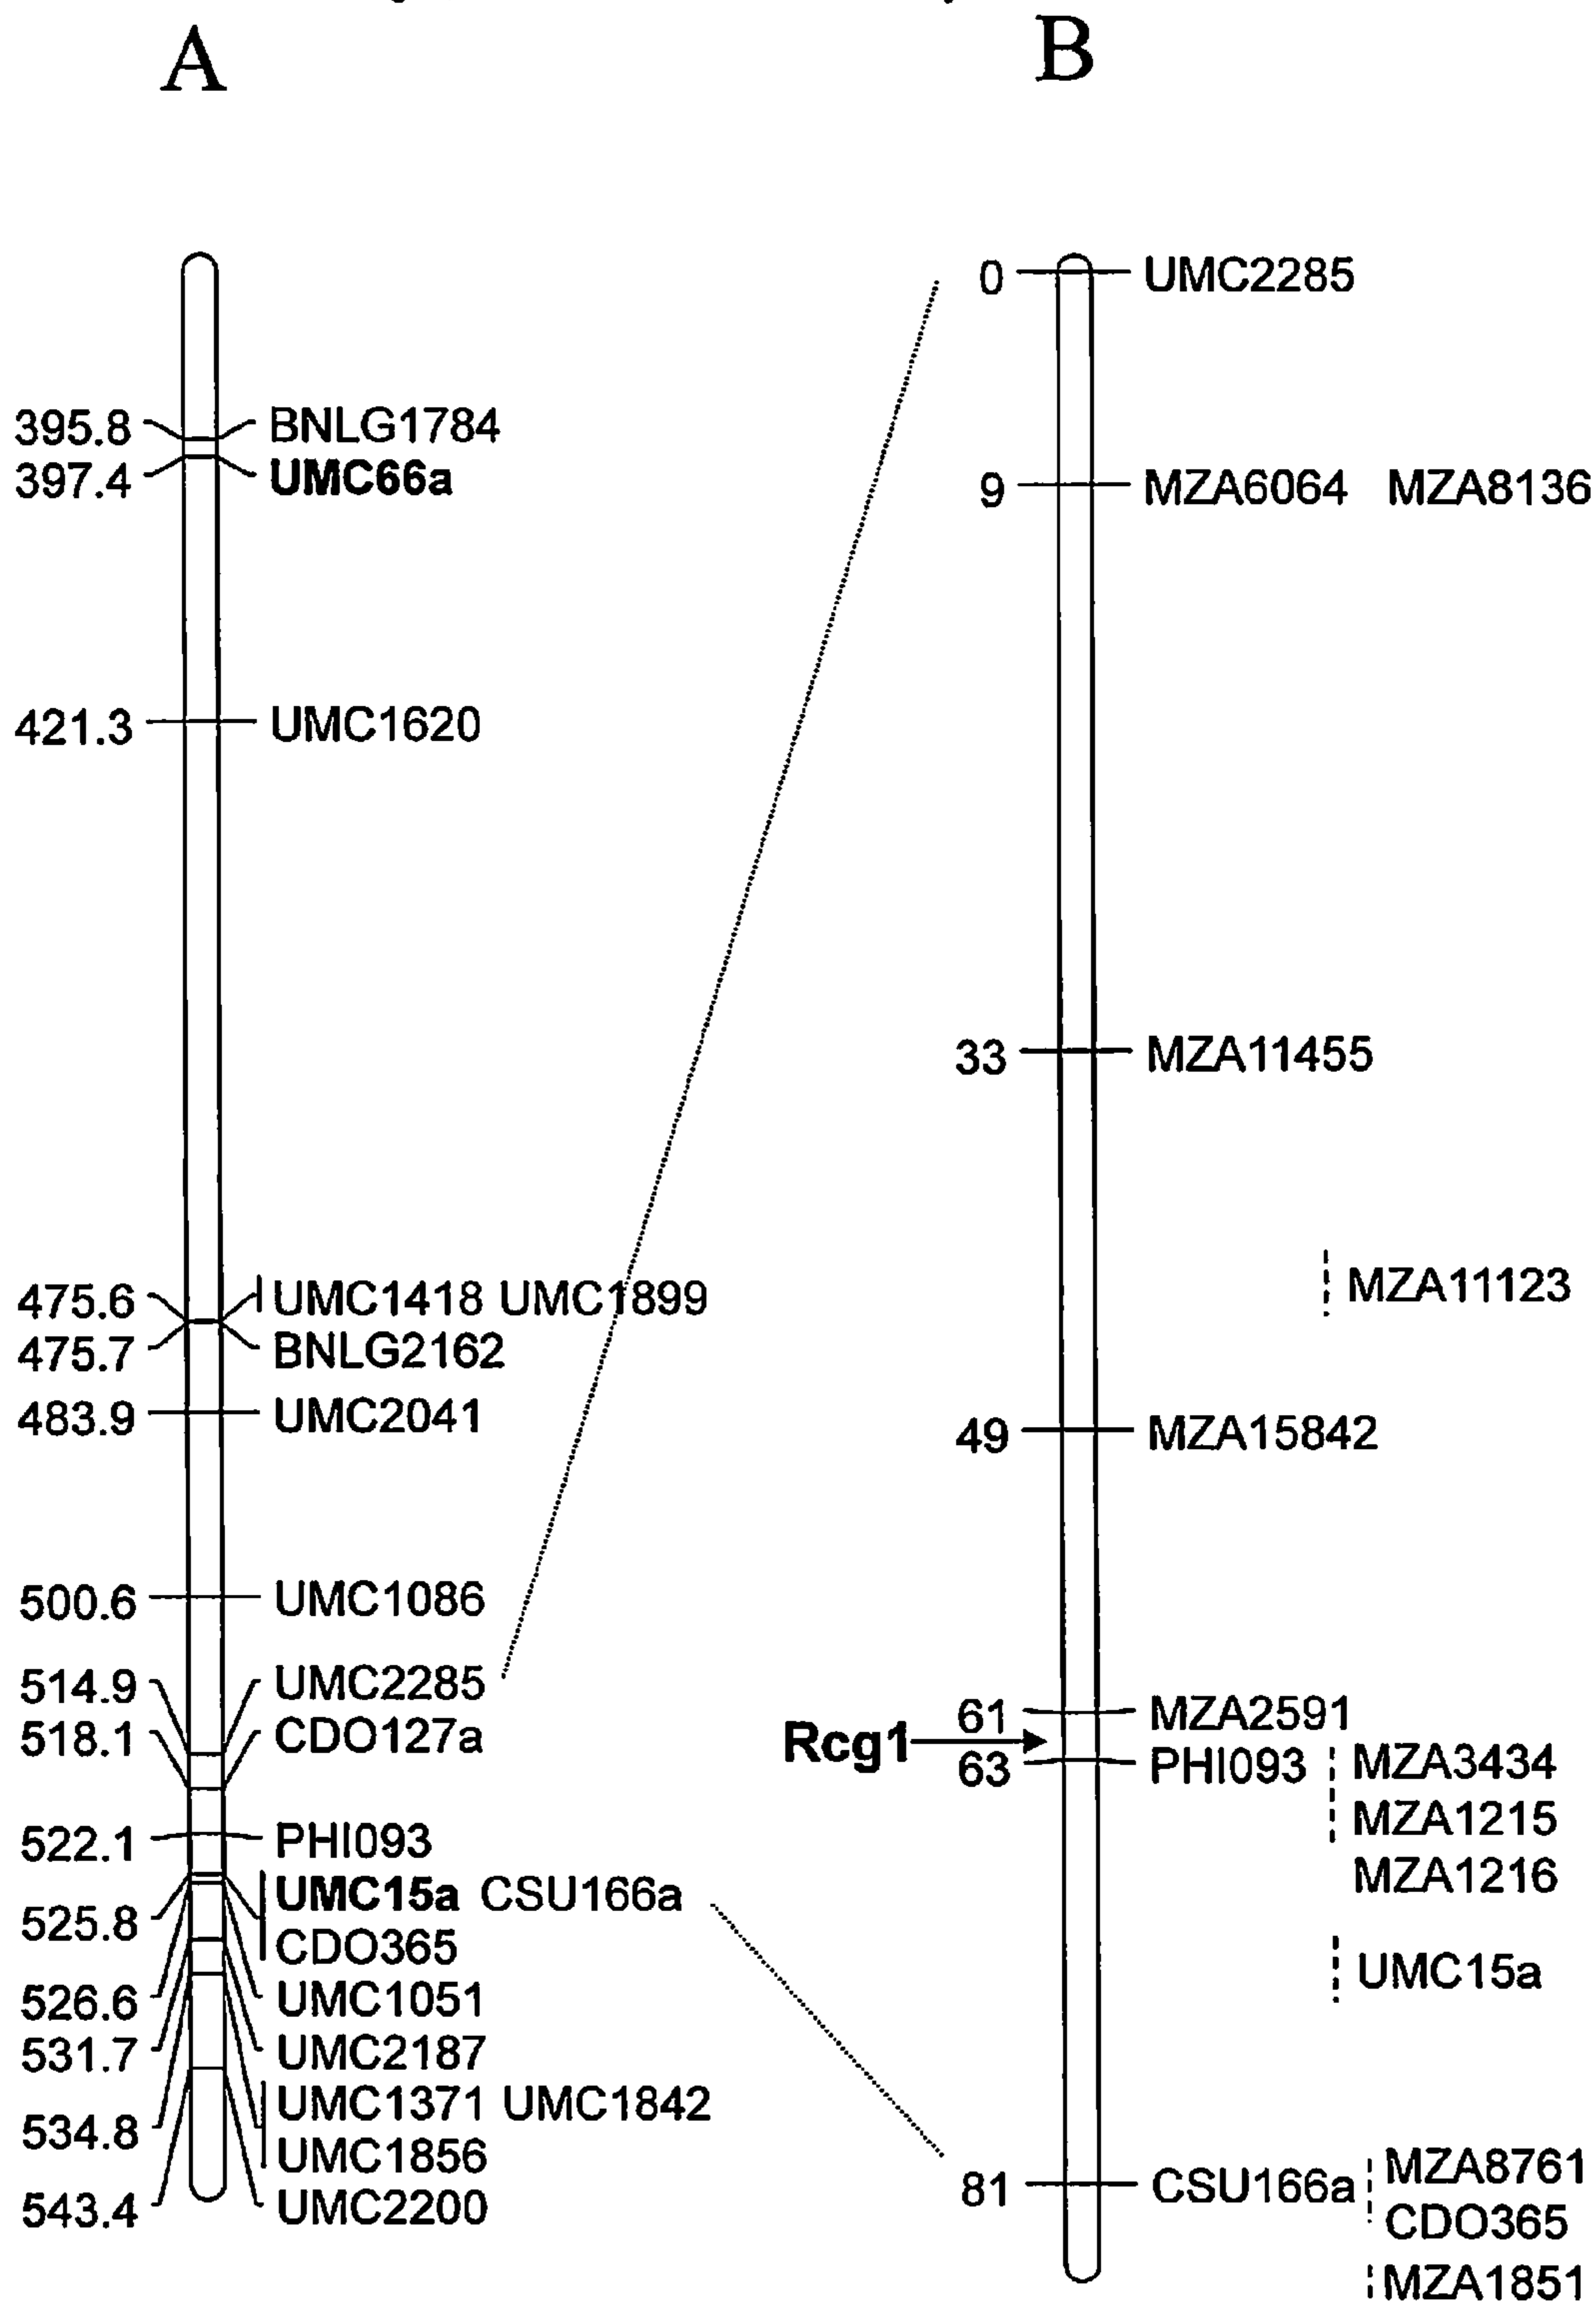 A
B
395.8 BNLG1784
397.4 UMC66a
421.3 UMC1620
475.6 UMC1418 UMC1899
475.7 BNLG2162
483.9 UMC2041
500.6 UMC1086
514.9 UMC2285
518.1 CDO127a
522.1 PHI093
525.8 UMC15a CSU166a
CDO365
526.6 UMC1051
531.7 UMC2187
534.8 UMC1371 UMC1842
UMC1856
543.4 UMC2200
0 UMC2285
9 MZA6064 MZA8136
33 MZA11455
MZA11123
49 MZA15842
61 MZA2591
Rcg1
63 PHI093 MZA3434
MZA1215
MZA1216
UMC15a
81 CSU166a MZA8761
CDO365
MZA1851